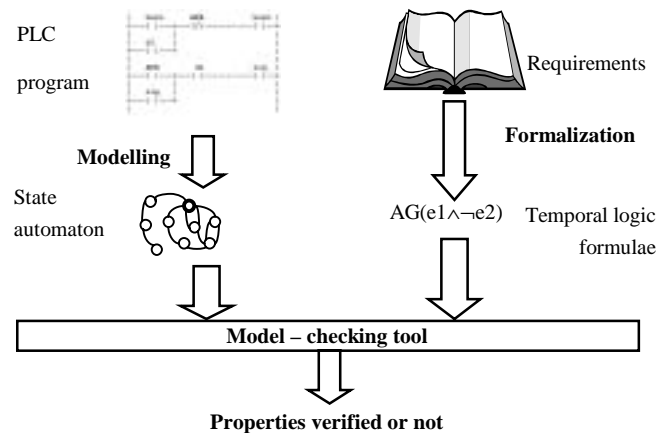 PLC
program
Requirements
Modelling
Formalization
State
automaton
AG(e1∧¬e2)
Temporal logic
formulae
Model – checking tool
Properties verified or not